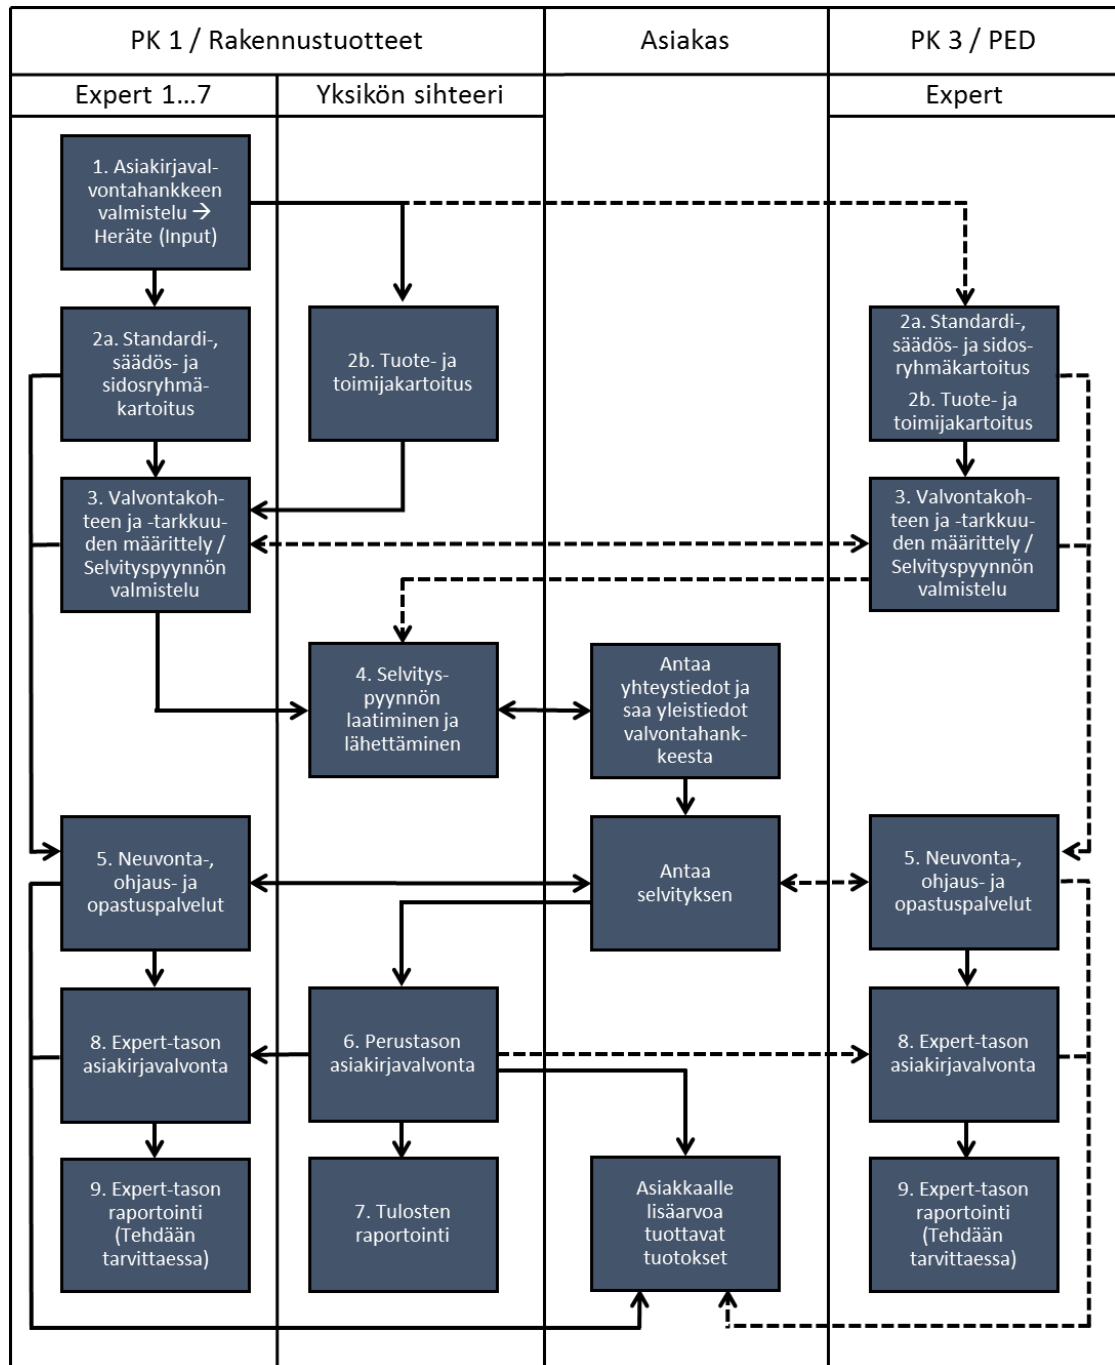 PK 1 / Rakennustuotteet
Asiakas
PK 3 / PED
Expert 1...7
Yksikön sihteeri
Expert
1. Asiakirjaval-
vontahankkeen
valmistelu →
Heräte (Input)
2a. Standardi-,
säädös- ja
sidosryhmä-
kartoitus
2b. Tuote- ja
toimijakartoitus
2a. Standardi-,
säädös- ja sidos-
ryhmäkartoitus
2b. Tuote- ja
toimijakartoitus
3. Valvontakoh-
teen ja -tarkkuu-
den määrittely /
Selvityspyynnön
valmistelu
3. Valvontakoh-
teen ja -tarkkuu-
den määrittely /
Selvityspyynnön
valmistelu
4. Selvitys-
pyynnön
laatiminen ja
lähettäminen
Antaa
yhteystiedot ja
saa yleistiedot
valvontahank-
keesta
5. Neuvonta-,
ohjaus- ja
opastuspalvelut
Antaa
selvityksen
5. Neuvonta-,
ohjaus- ja
opastuspalvelut
8. Expert-tason
asiakirjavalvonta
6. Perustason
asiakirjavalvonta
8. Expert-tason
asiakirjavalvonta
9. Expert-tason
raportointi
(Tehdään
tarvittaessa)
7. Tulosten
raportointi
Asiakkaalle
lisäarvoa
tuottavat
tuotokset
9. Expert-tason
raportointi
(Tehdään
tarvittaessa)